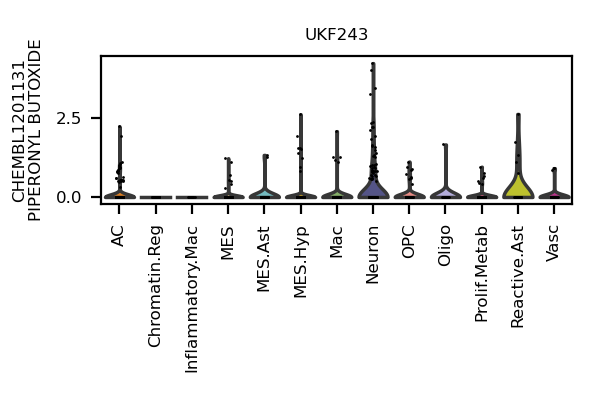 UKF243
CHEMBL1201131
PIPERONYL BUTOXIDE
2.5
0.0
AC
Chromatin.Reg
Inflammatory.Mac
MES
MES.Ast
MES.Hyp
Mac
Neuron
OPC
Oligo
Prolif.Metab
Reactive.Ast
Vasc